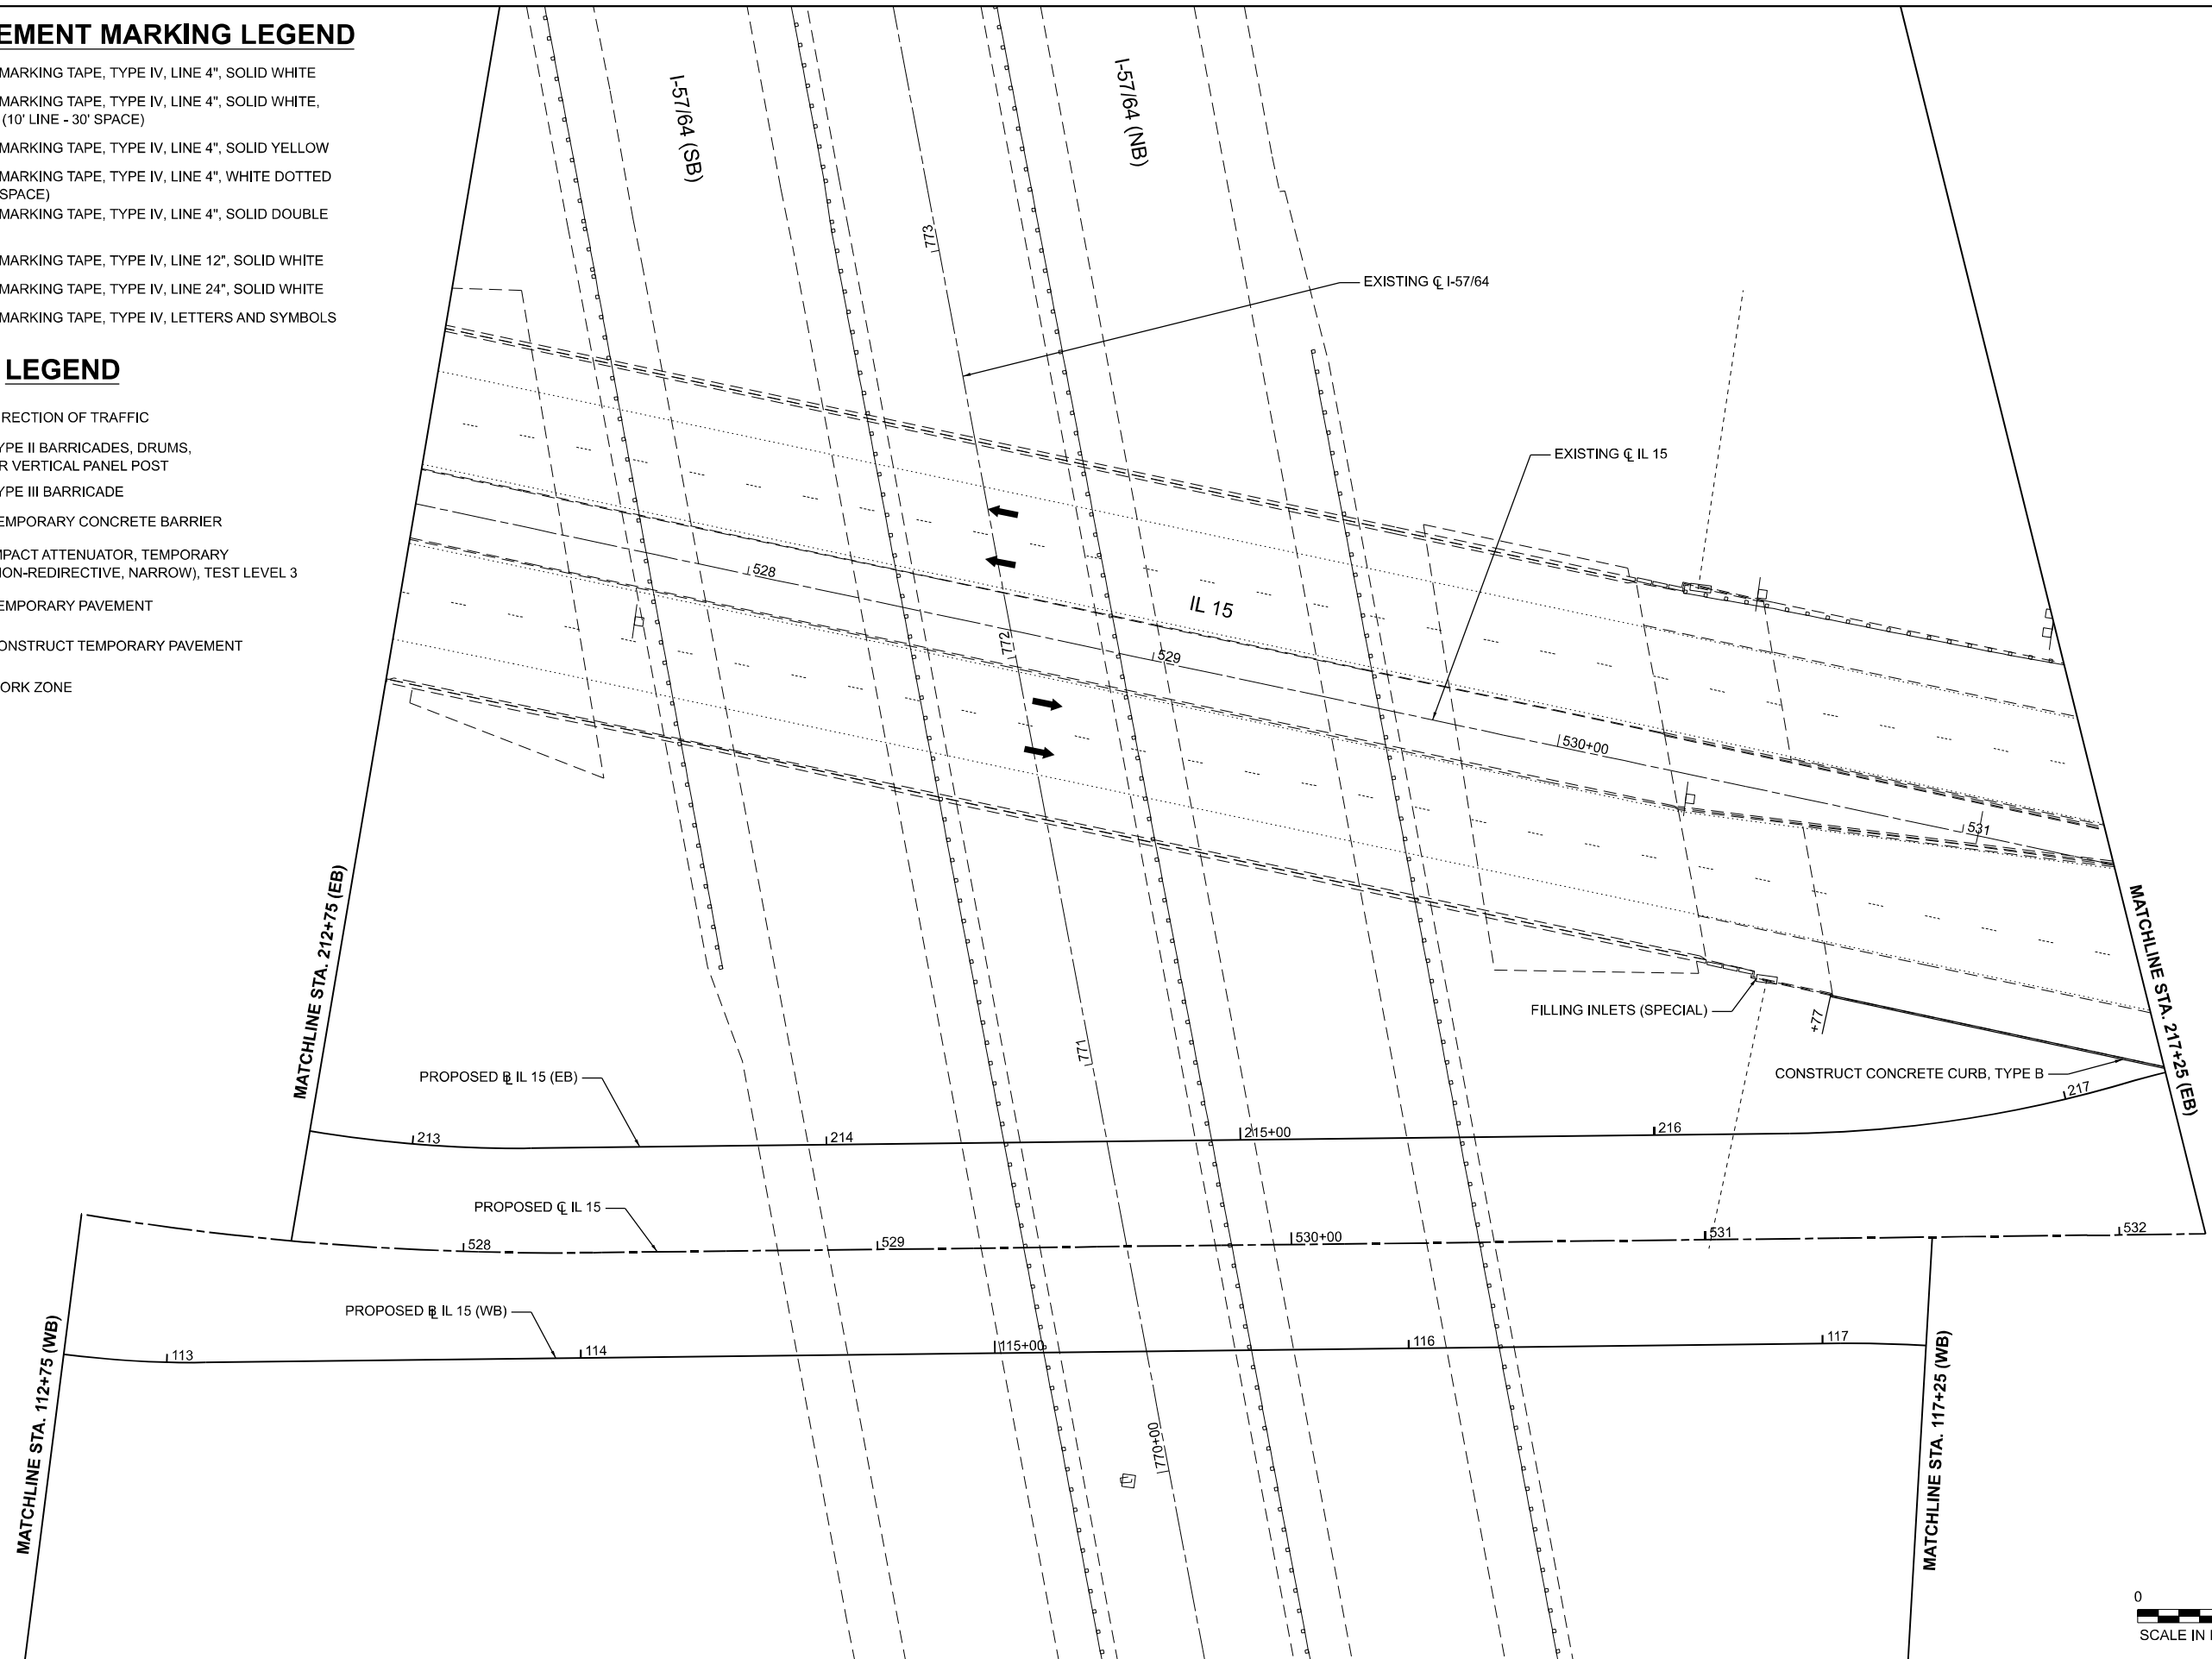 EMENT MARKING LEGEND
MARKING TAPE, TYPE IV, LINE 4", SOLID WHITE
MARKING TAPE, TYPE IV, LINE 4", SOLID WHITE,
(10' LINE - 30' SPACE)
MARKING TAPE, TYPE IV, LINE 4", SOLID YELLOW
MARKING TAPE, TYPE IV, LINE 4", WHITE DOTTED
SPACE)
MARKING TAPE, TYPE IV, LINE 4", SOLID DOUBLE
MARKING TAPE, TYPE IV, LINE 12", SOLID WHITE
MARKING TAPE, TYPE IV, LINE 24", SOLID WHITE
MARKING TAPE, TYPE IV, LETTERS AND SYMBOLS
LEGEND
RECTION OF TRAFFIC
YPE II BARRICADES, DRUMS,
R VERTICAL PANEL POST
YPE III BARRICADE
EMPORARY CONCRETE BARRIER
MPACT ATTENUATOR, TEMPORARY
NON-REDIRECTIVE, NARROW), TEST LEVEL 3
EMPORARY PAVEMENT
ONSTRUCT TEMPORARY PAVEMENT
ORK ZONE
I-57/64 (SB)
I-57/64 (NB)
773
EXISTING ℄ I-57/64
EXISTING ℄ IL 15
528
IL 15
772
529
530+00
531
MATCHLINE STA. 212+75 (EB)
MATCHLINE STA. 217+25 (EB)
FILLING INLETS (SPECIAL)
+77
771
CONSTRUCT CONCRETE CURB, TYPE B
PROPOSED B͟L IL 15 (EB)
213
214
215+00
216
217
PROPOSED ℄ IL 15
528
529
530+00
531
532
PROPOSED B͟L IL 15 (WB)
113
114
115+00
116
117
MATCHLINE STA. 112+75 (WB)
MATCHLINE STA. 117+25 (WB)
770+00
0
SCALE IN